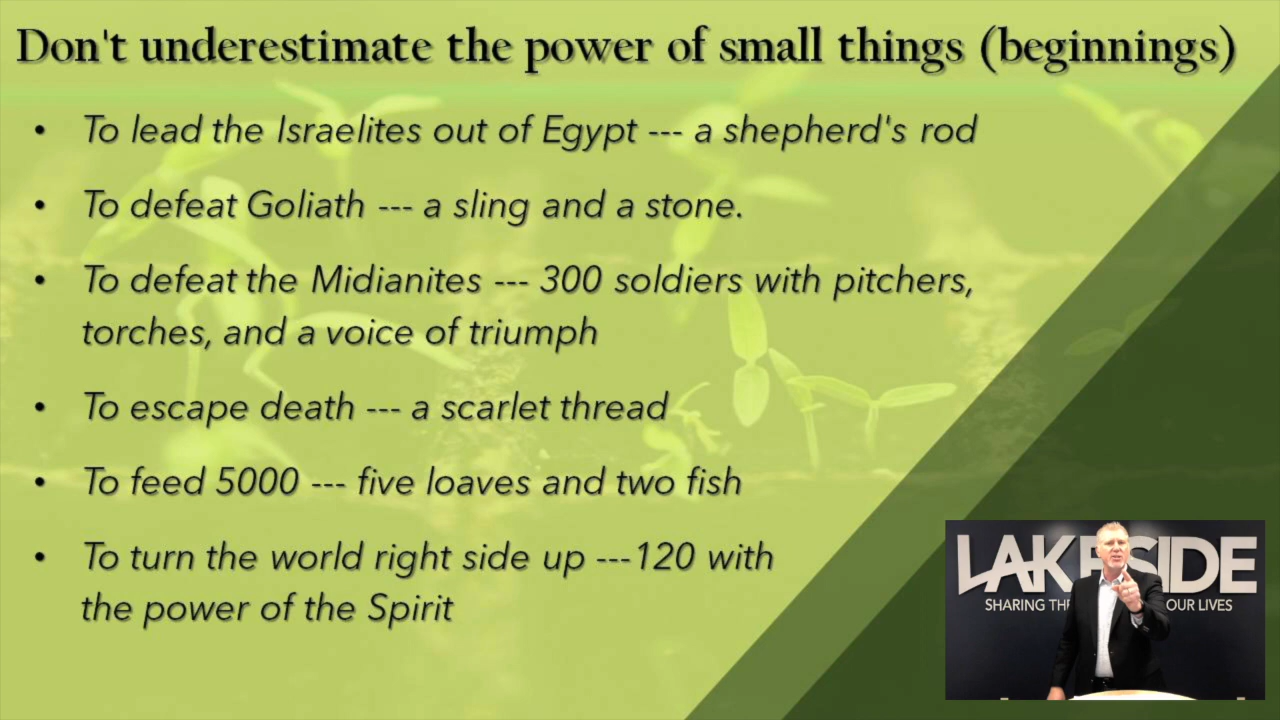 Don't underestimate the power of small things (beginnings)
• To lead the Israelites out of Egypt --- a shepherd's rod
• To defeat Goliath --- a sling and a stone.
• To defeat the Midianites --- 300 soldiers with pitchers,
torches, and a voice of triumph
• To escape death --- a scarlet thread
• To feed 5000 --- five loaves and two fish
• To turn the world right side up ---120 with
the power of the Spirit
LAKESIDE
SHARING THE OUR LIVES